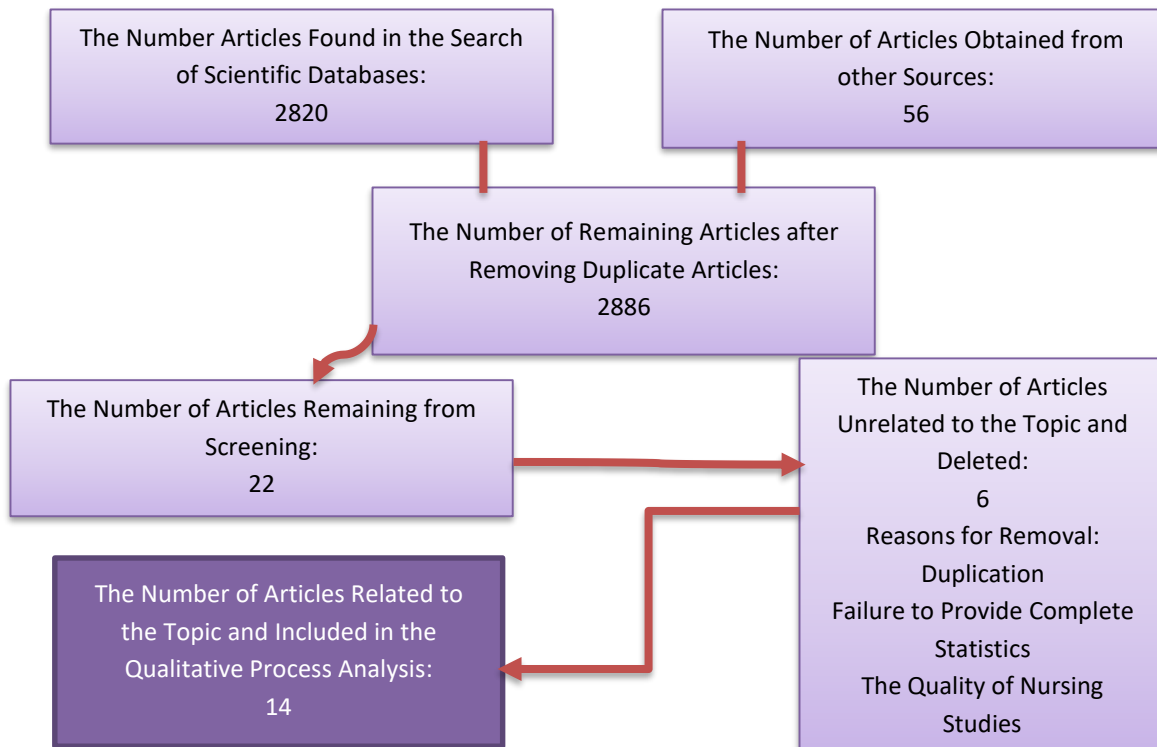 The Number Articles Found in the Search
of Scientific Databases:
2820
The Number of Articles Obtained from
other Sources:
56
The Number of Remaining Articles after
Removing Duplicate Articles:
2886
The Number of Articles Remaining from
Screening:
22
The Number of Articles
Unrelated to the Topic and
Deleted:
6
Reasons for Removal:
Duplication
Failure to Provide Complete
Statistics
The Quality of Nursing
Studies
The Number of Articles Related to
the Topic and Included in the
Qualitative Process Analysis:
14